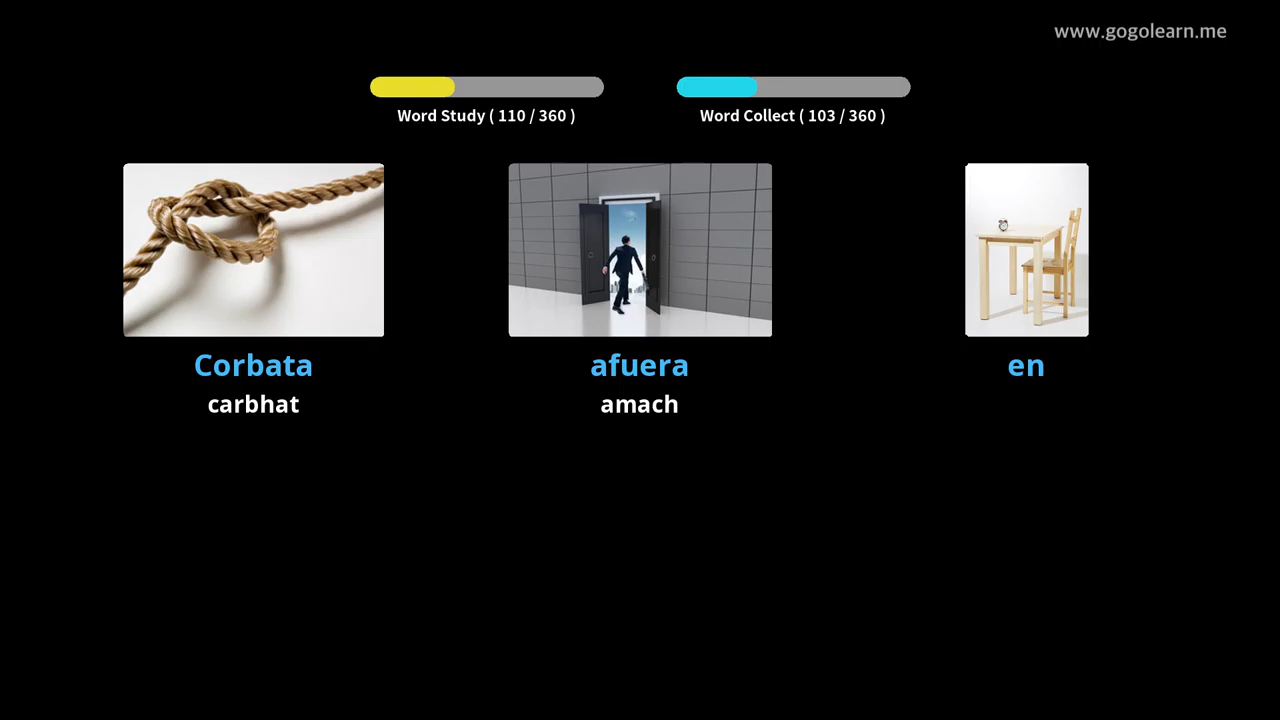 www.gogolearn.me
Word Study ( 110 / 360 )
Word Collect ( 103 / 360 )
Corbata
carbhat
afuera
amach
en